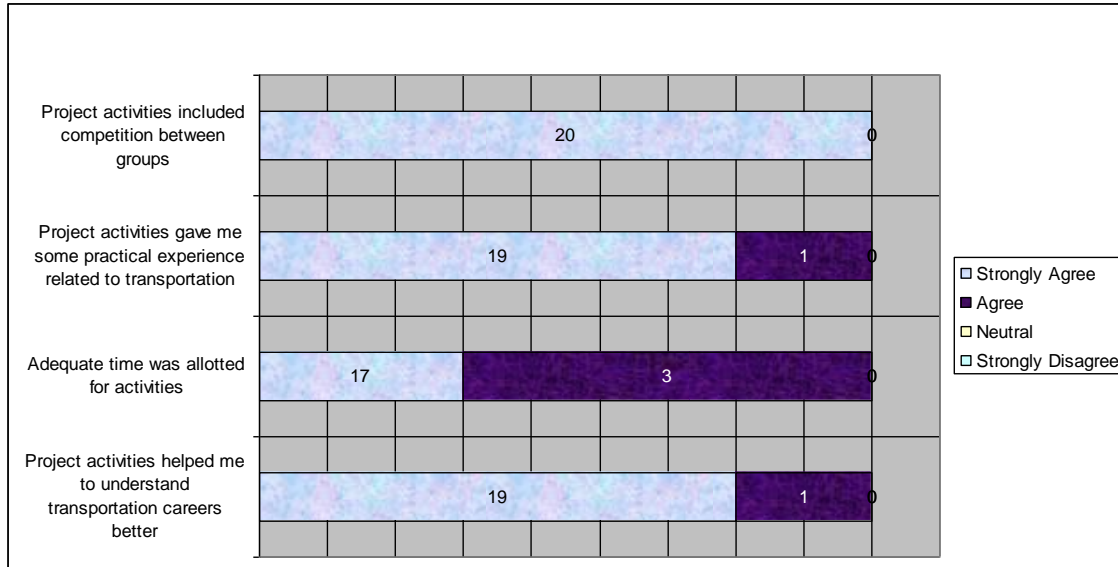 Project activities included
competition between
groups
20
0
Project activities gave me
some practical experience
related to transportation
19
1
0
Adequate time was allotted
for activities
17
3
0
Project activities helped me
to understand
transportation careers
better
19
1
0
Strongly Agree
Agree
Neutral
Strongly Disagree